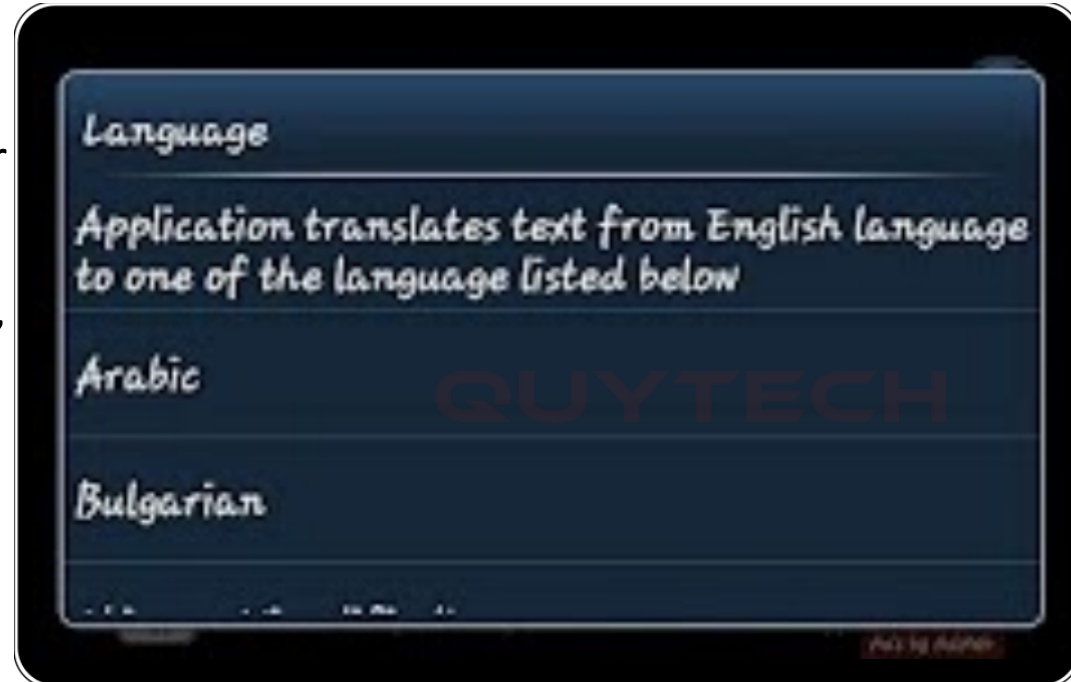 Language
Application translates text from English language
to one of the language listed below
Arabic
QUYTECH
Bulgarian